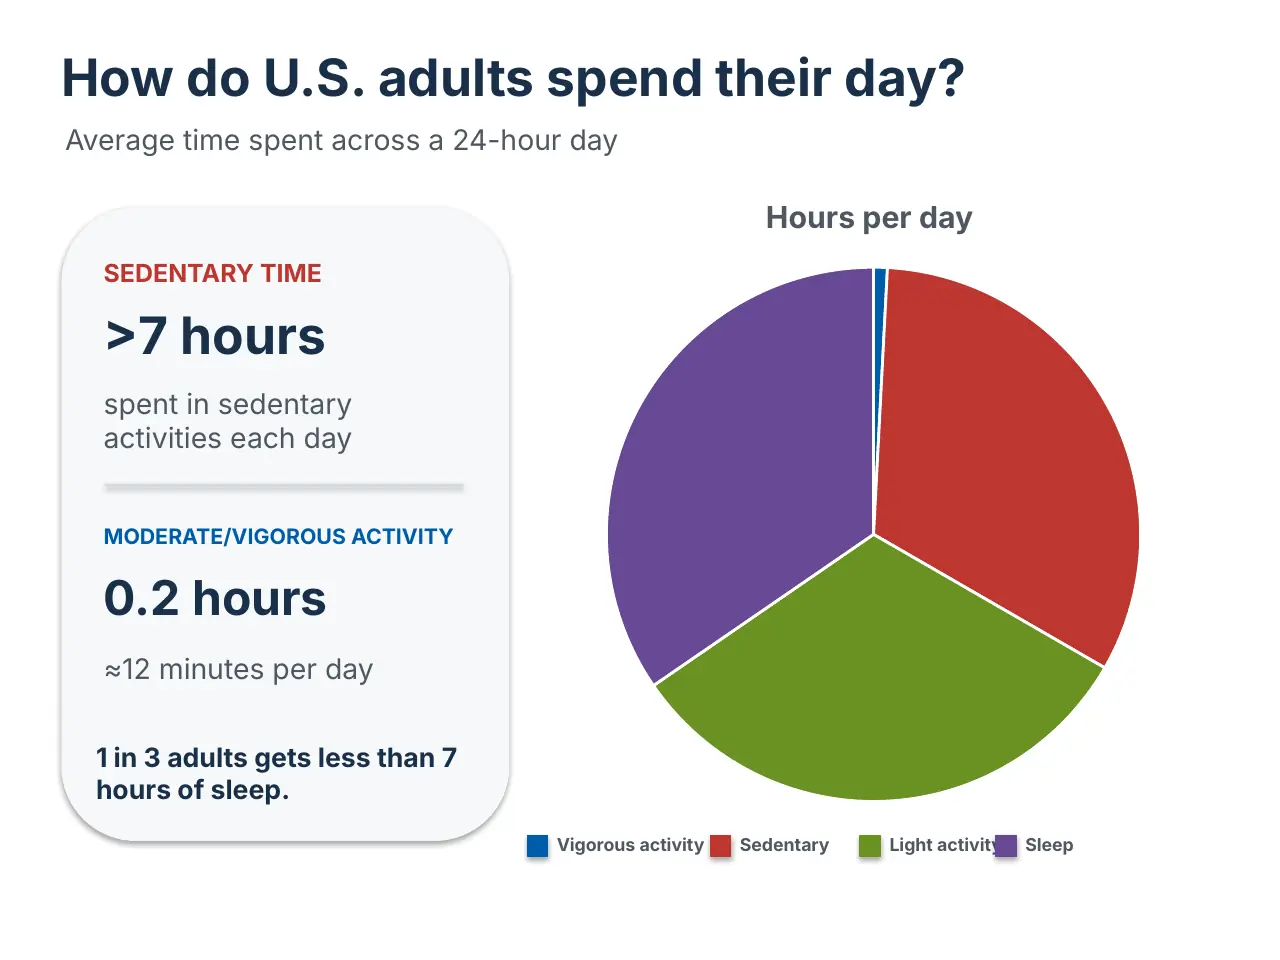 How do U.S. adults spend their day?
Average time spent across a 24-hour day
SEDENTARY TIME
>7 hours
spent in sedentary
activities each day
MODERATE/VIGOROUS ACTIVITY
0.2 hours
≈12 minutes per day
1 in 3 adults gets less than 7
hours of sleep.
Hours per day
Vigorous activity Sedentary Light activity Sleep